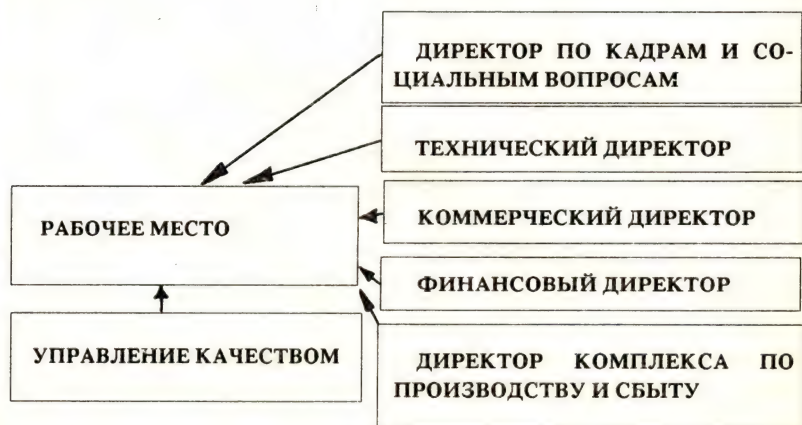 ДИРЕКТОР ПО КАДРАМ И СО-
ЦИАЛЬНЫМ ВОПРОСАМ
ТЕХНИЧЕСКИЙ ДИРЕКТОР
РАБОЧЕЕ МЕСТО
КОММЕРЧЕСКИЙ ДИРЕКТОР
ФИНАНСОВЫЙ ДИРЕКТОР
УПРАВЛЕНИЕ КАЧЕСТВОМ
ДИРЕКТОР КОМПЛЕКСА ПО
ПРОИЗВОДСТВУ И СБЫТУ